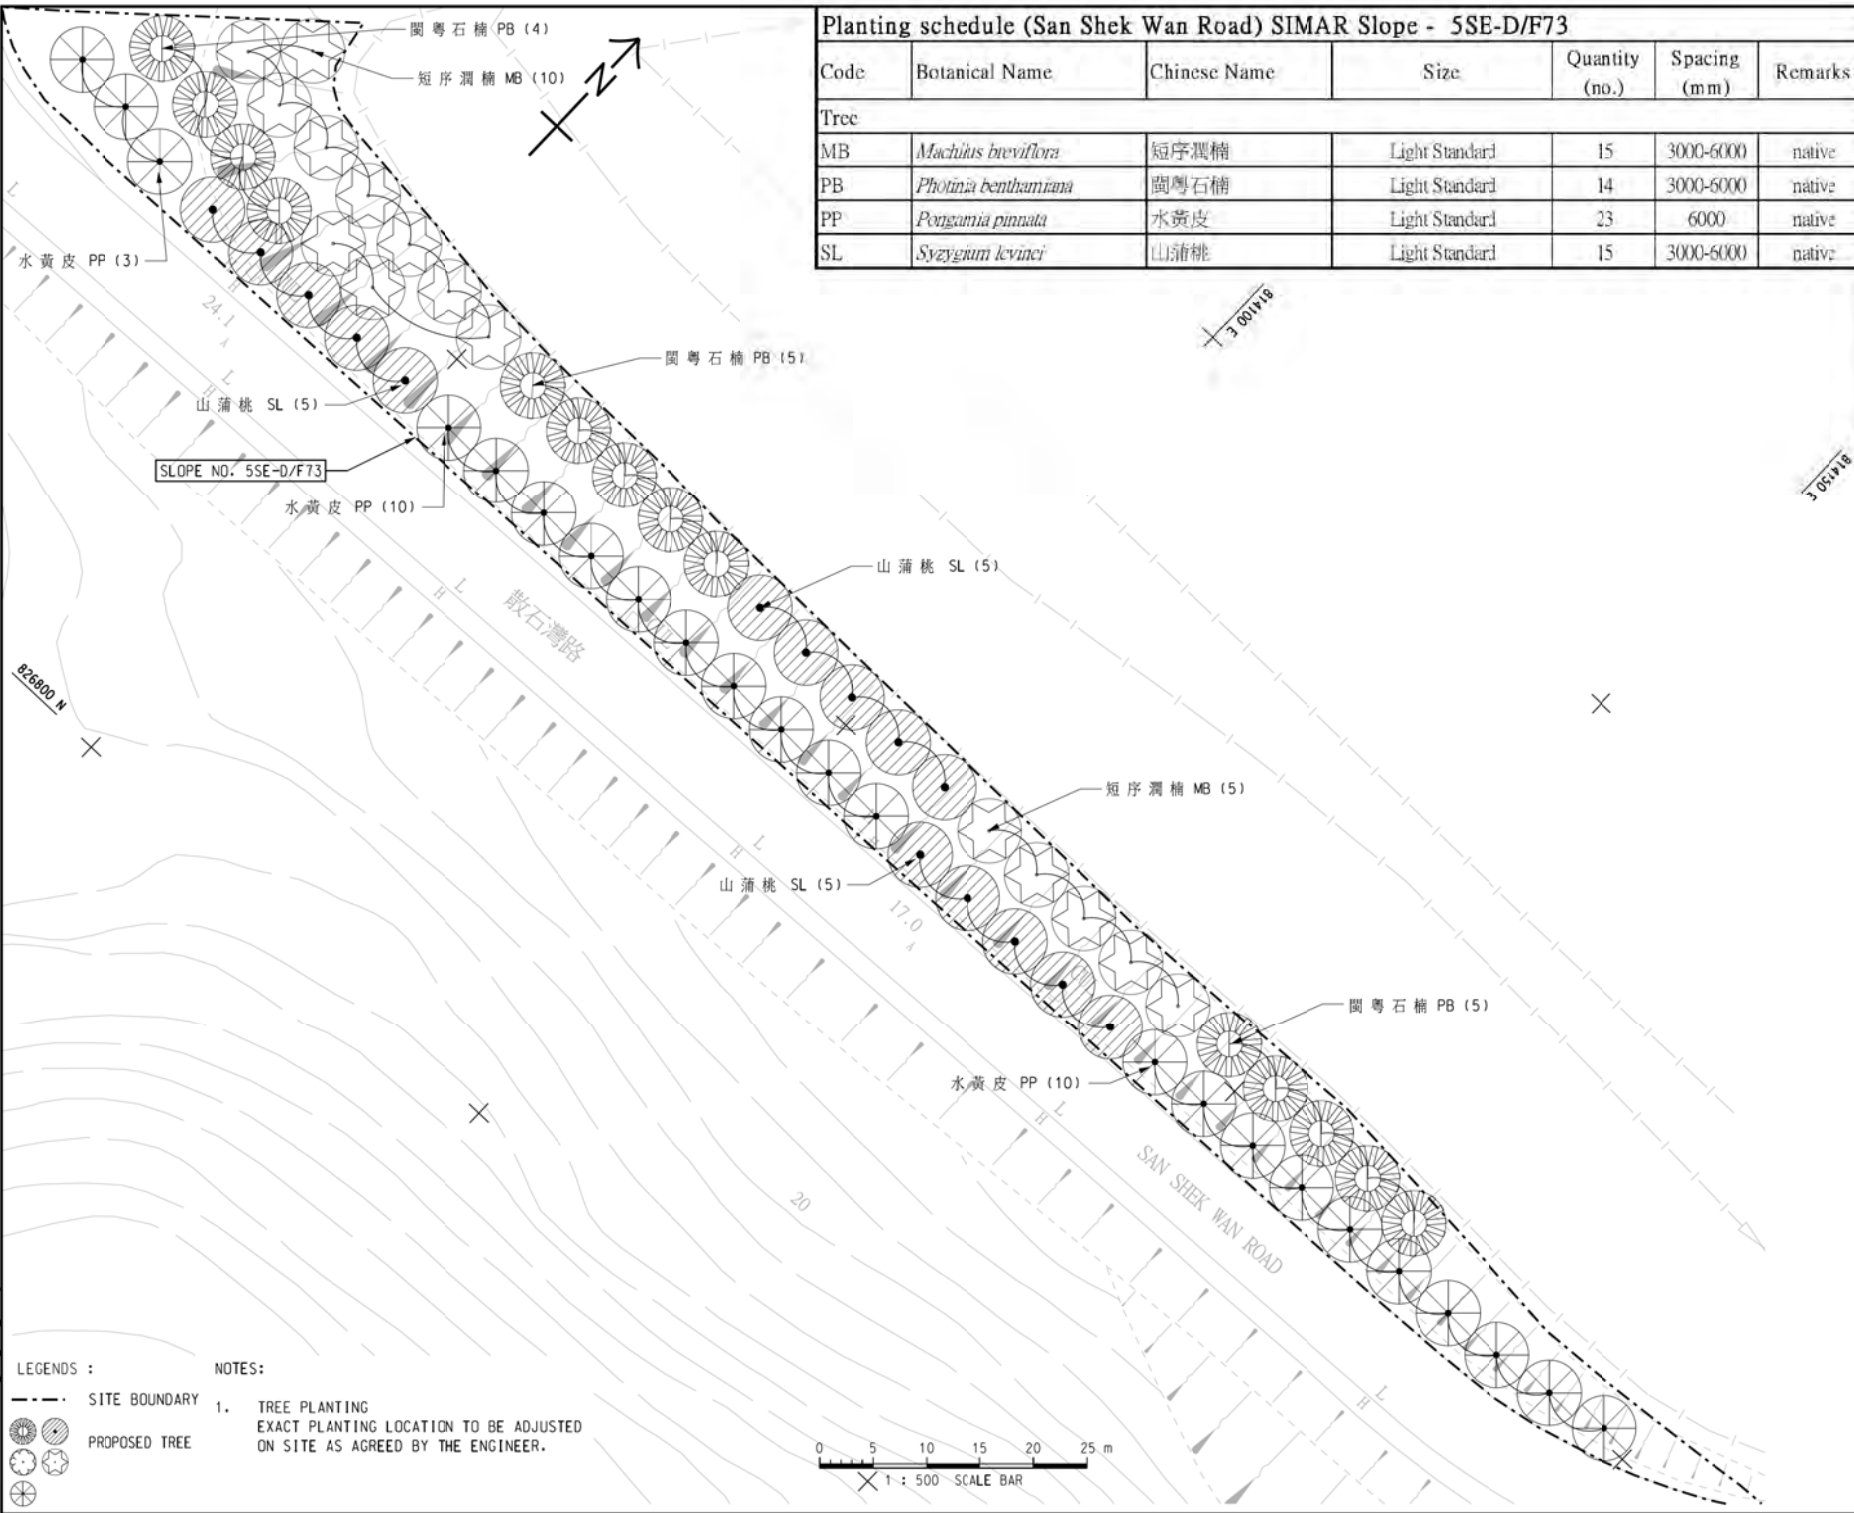 Planting schedule (San Shek Wan Road) SIMAR Slope - 5SE-D/F73
Code Botanical Name Chinese Name Size Quantity (no.) Spacing (mm) Remarks
Tree
MB Machilus breviflora 短序潤楠 Light Standard 15 3000-6000 native
PB Photinia benthamiana 閩粵石楠 Light Standard 14 3000-6000 native
PP Pongamia pinnata 水黃皮 Light Standard 23 6000 native
SL Syzygium levinei 山蒲桃 Light Standard 15 3000-6000 native
閩粵石楠 PB (4)
短序潤楠 MB (10)
N
水黃皮 PP (3)
24.1
814100 E
閩粵石楠 PB (5)
山蒲桃 SL (5)
SLOPE NO. 5SE-D/F73
水黃皮 PP (10)
814150 E
山蒲桃 SL (5)
散石灣路
826800 N
短序潤楠 MB (5)
山蒲桃 SL (5)
17.0
閩粵石楠 PB (5)
水黃皮 PP (10)
SAN SHEK WAN ROAD
20
L
H
L
H
L
H
L
H
L
H
L
H
LEGENDS :
SITE BOUNDARY
PROPOSED TREE
NOTES:
1. TREE PLANTING
EXACT PLANTING LOCATION TO BE ADJUSTED
ON SITE AS AGREED BY THE ENGINEER.
0 5 10 15 20 25 m
1 : 500 SCALE BAR